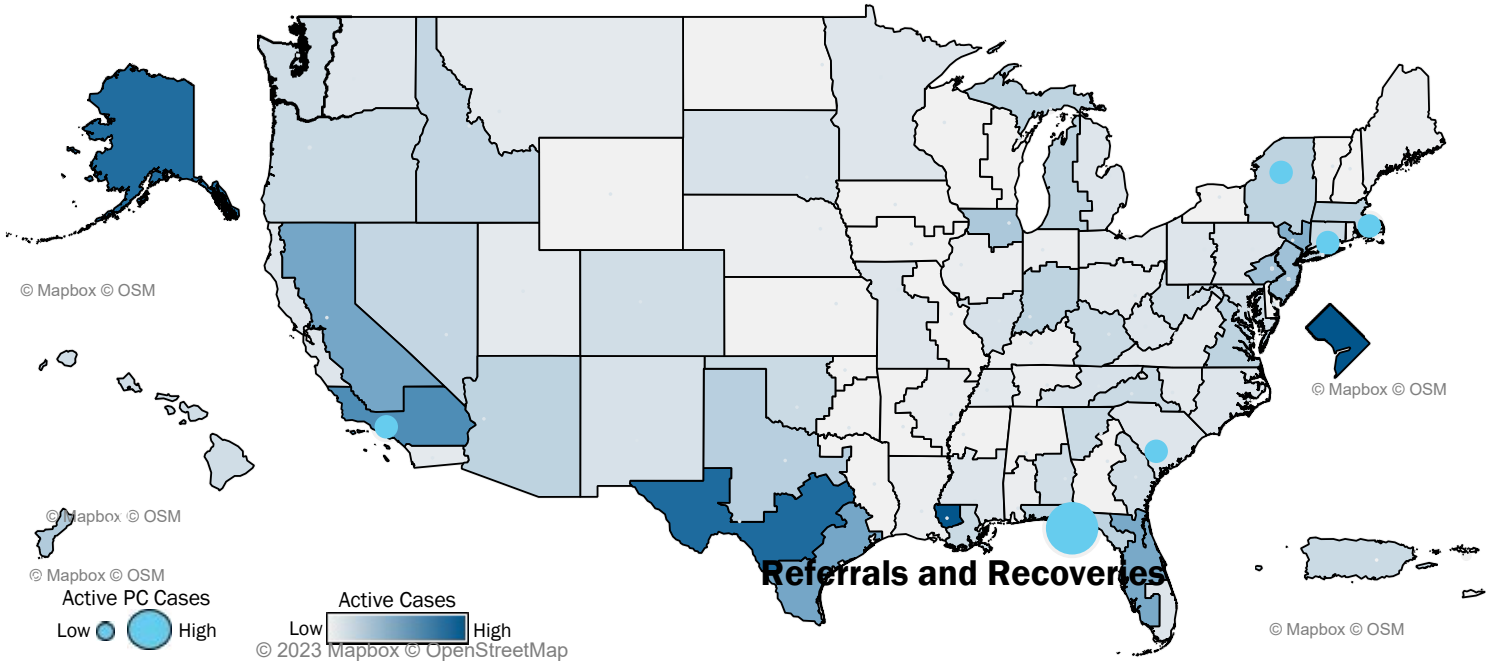 © Mapbox © OSM
© Mapbox © OSM
© Mapbox © OSM
© Mapbox © OSM
Referrals and Recoveries
Active PC Cases
Low
High
Active Cases
Low
High
© 2023 Mapbox © OpenStreetMap
© Mapbox © OSM